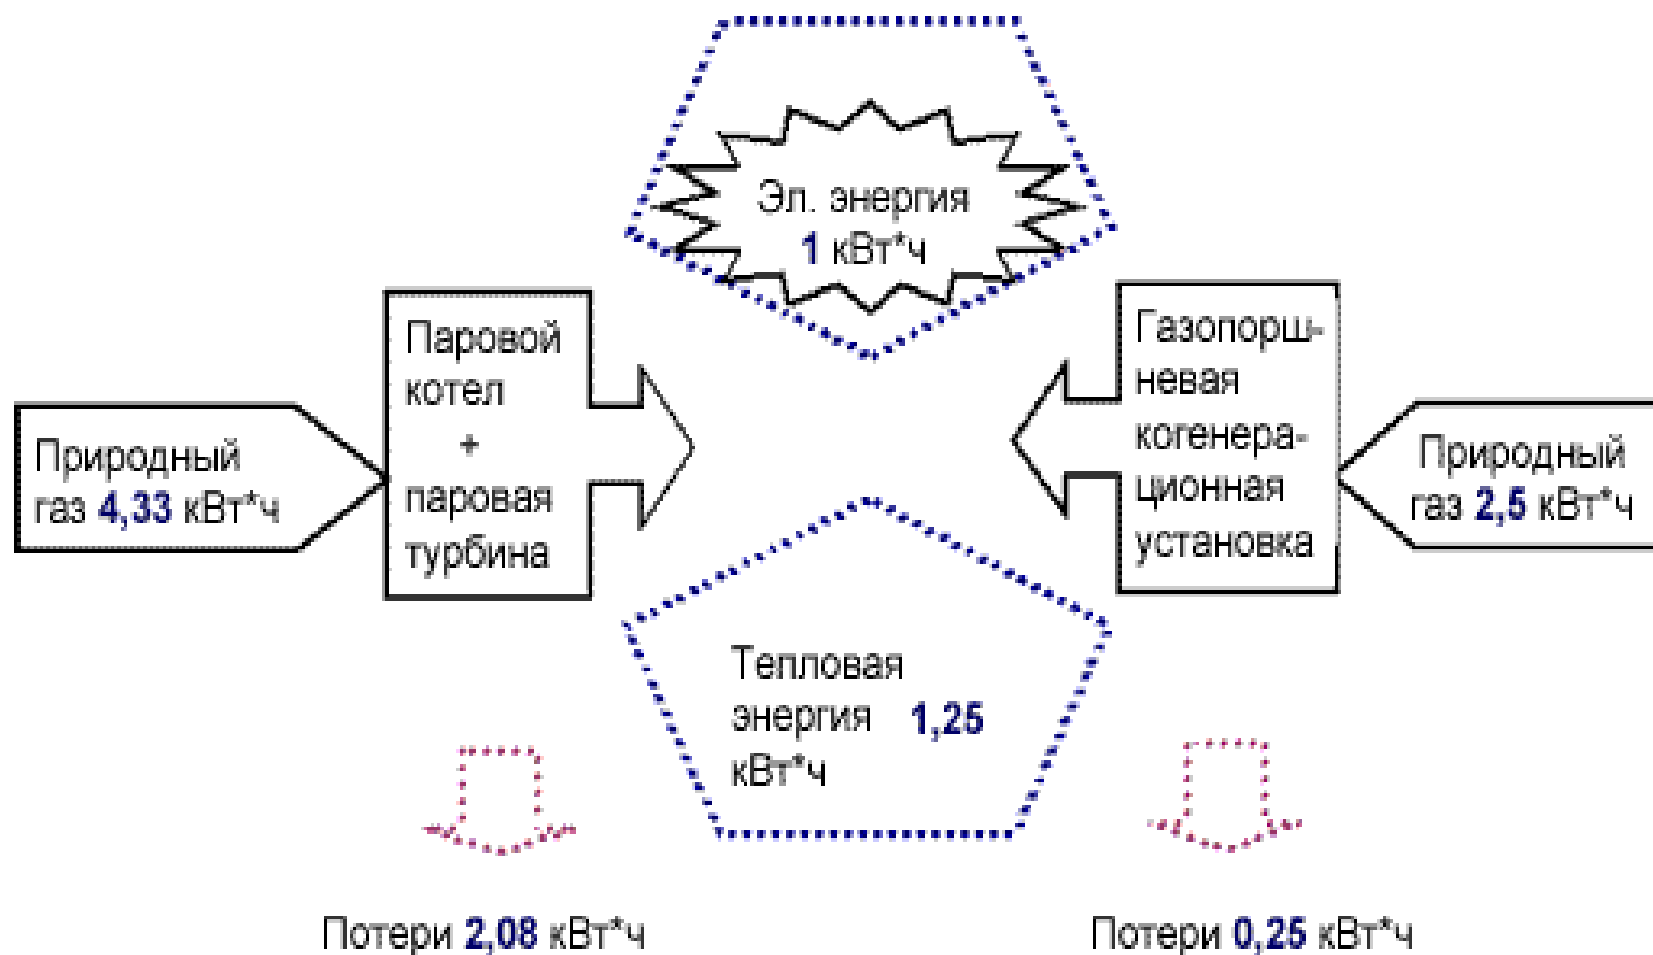 Эл. энергия
1 кВт*ч
Паровой
котел
+
паровая
турбина
Газопорш-
невая
когенера-
ционная
установка
Природный
газ 4,33 кВт*ч
Природный
газ 2,5 кВт*ч
Тепловая
энергия 1,25
кВт*ч
Потери 2,08 кВт*ч
Потери 0,25 кВт*ч